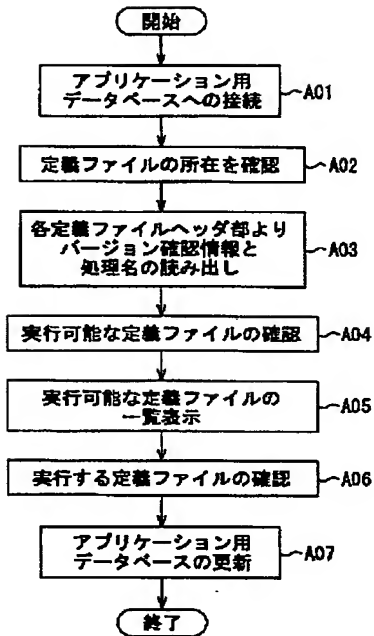 開始
アプリケーション用
データベースへの接続
A01
定義ファイルの所在を確認
A02
各定義ファイルヘッダ部より
バージョン確認情報と
処理名の読み出し
A03
実行可能な定義ファイルの確認
A04
実行可能な定義ファイルの
一覧表示
A05
実行する定義ファイルの確認
A06
アプリケーション用
データベースの更新
A07
終了